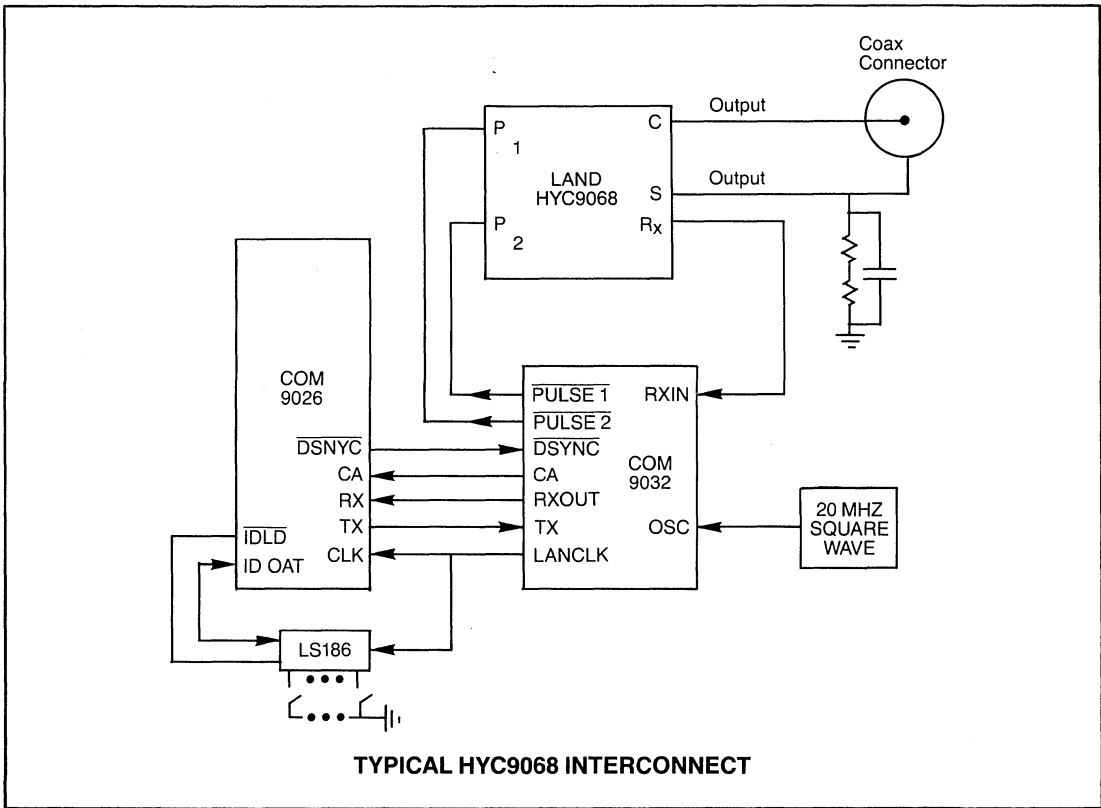 Coax
Connector
Output
P
1
C
LAND
HYC9068
Output
S
P
2
Rx
COM
9026
PULSE 1
RXIN
PULSE 2
DSNYC
DSYNC
CA
CA
COM
9032
RX
RXOUT
TX
TX
OSC
20 MHZ
SQUARE
WAVE
IDLD
CLK
LANCLK
ID OAT
LS186
TYPICAL HYC9068 INTERCONNECT